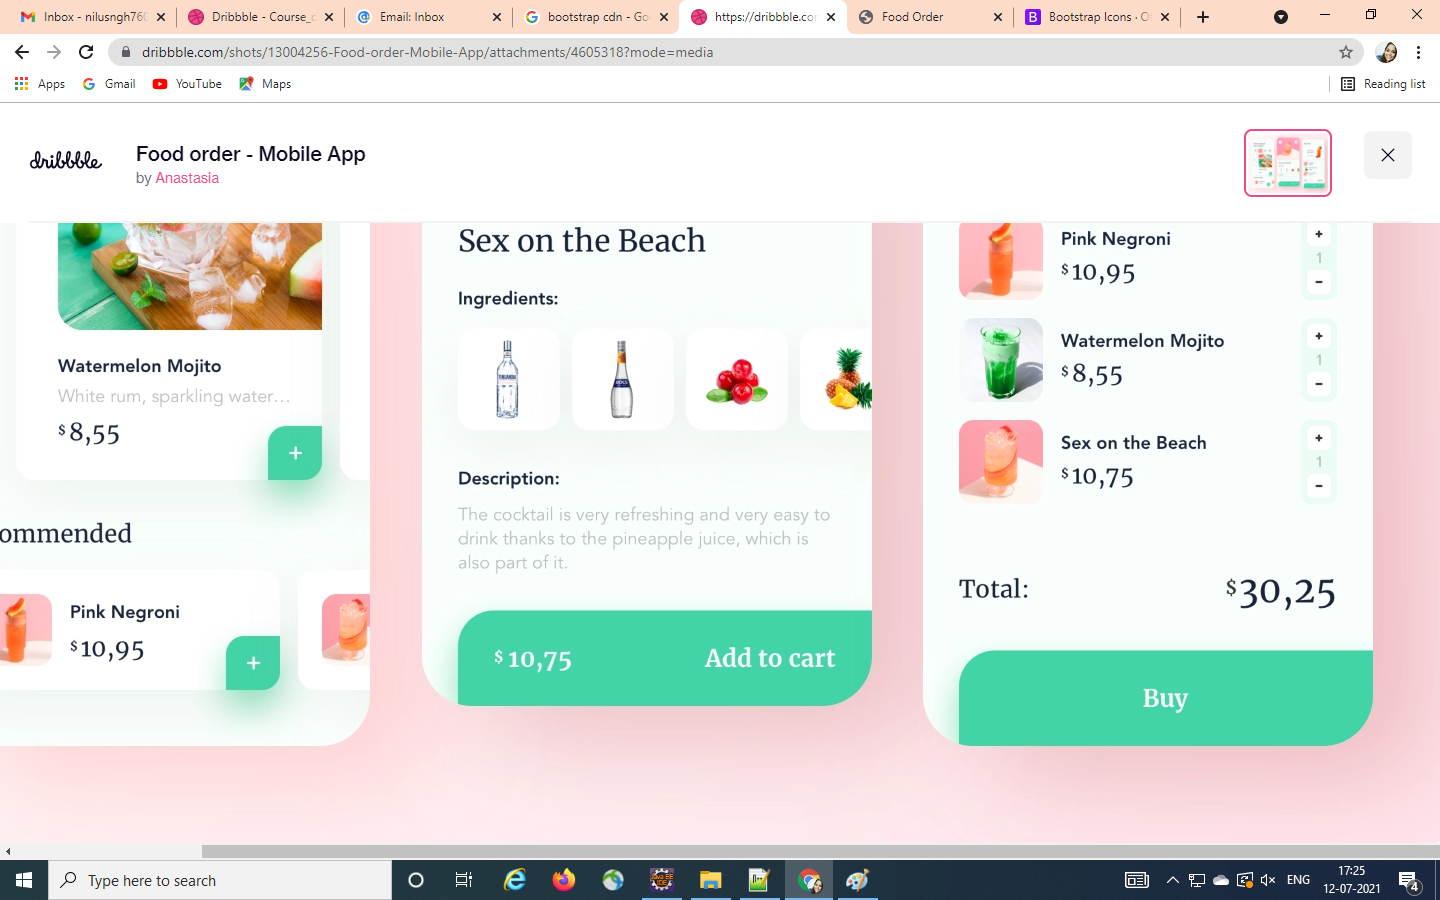 Inbox - nilusngh760
Dribbble - Course_
Email: Inbox
bootstrap cdn - Go
https://dribbble.co
Food Order
Bootstrap Icons · O
dribbble.com/shots/13004256-Food-order-Mobile-App/attachments/4605318?mode=media
Apps
Gmail
YouTube
Maps
Reading list
dribbble
Food order - Mobile App
by Anastasia
Watermelon Mojito
White rum, sparkling water…
$8,55
+
ommended
Pink Negroni
$10,95
+
Sex on the Beach
Ingredients:
FINLANDIA
BOLS
Description:
The cocktail is very refreshing and very easy to
drink thanks to the pineapple juice, which is
also part of it.
$10,75
Add to cart
Pink Negroni
$10,95
+
1
-
Watermelon Mojito
$8,55
+
1
-
Sex on the Beach
$10,75
+
1
-
Total:
$30,25
Buy
Type here to search
ENG
17:25
12-07-2021
4